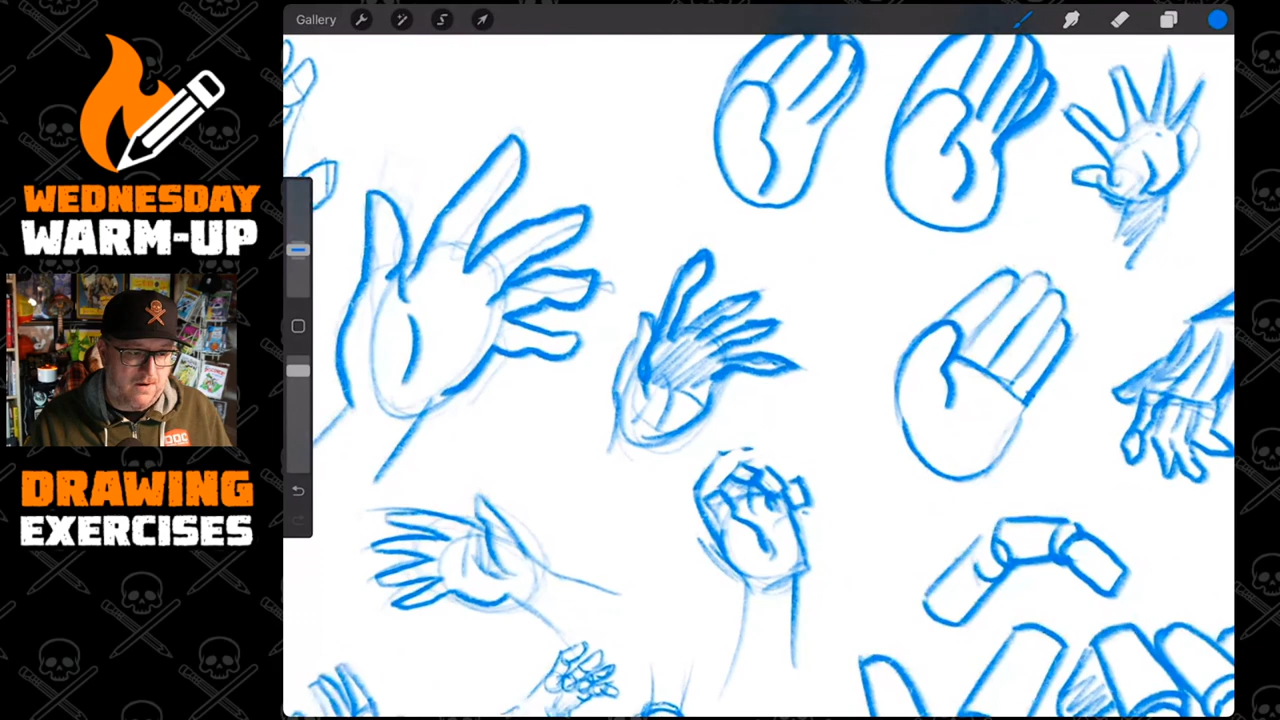 Gallery
WEDNESDAY
WARM-UP
DRAWING
EXERCISES